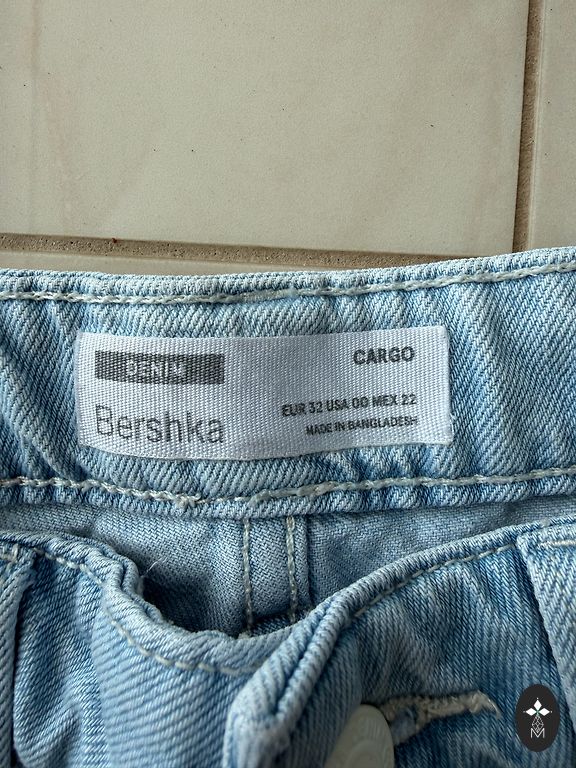 DENIM
CARGO
Bershka
EUR 32 USA 00 MEX 22
MADE IN BANGLADESH